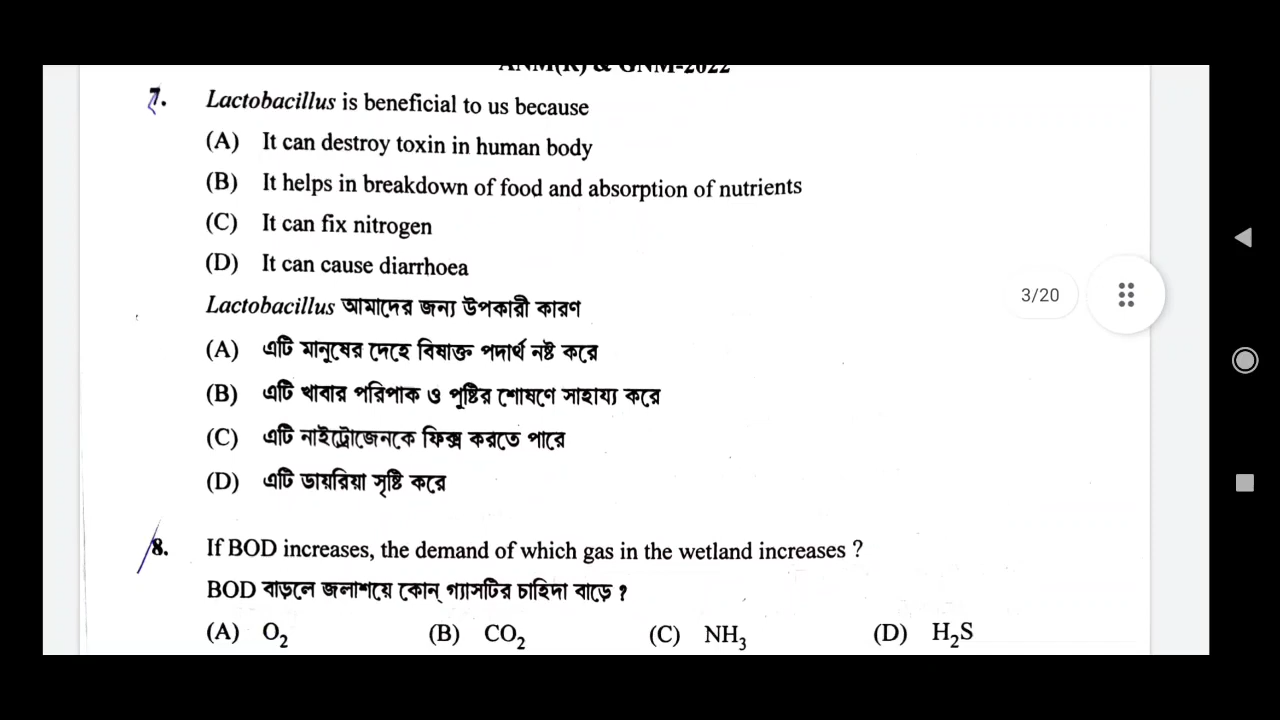 ANM(R) & GNM-2022
7. Lactobacillus is beneficial to us because
(A) It can destroy toxin in human body
(B) It helps in breakdown of food and absorption of nutrients
(C) It can fix nitrogen
(D) It can cause diarrhoea
Lactobacillus আমাদের জন্য উপকারী কারণ
(A) এটি মানুষের দেহে বিষাক্ত পদার্থ নষ্ট করে
(B) এটি খাবার পরিপাক ও পুষ্টির শোষণে সাহায্য করে
(C) এটি নাইট্রোজেনকে ফিক্স করতে পারে
(D) এটি ডায়রিয়া সৃষ্টি করে
3/20
8. If BOD increases, the demand of which gas in the wetland increases ?
BOD বাড়লে জলাশয়ে কোন্ গ্যাসটির চাহিদা বাড়ে ?
(A) O₂ (B) CO₂ (C) NH₃ (D) H₂S